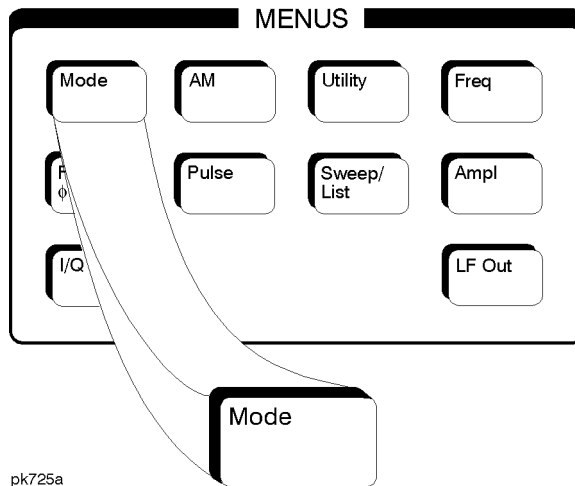 MENUS
Mode AM Utility Freq
Pulse Sweep/ Ampl
ϕ List
I/Q LF Out
Mode
pk725a